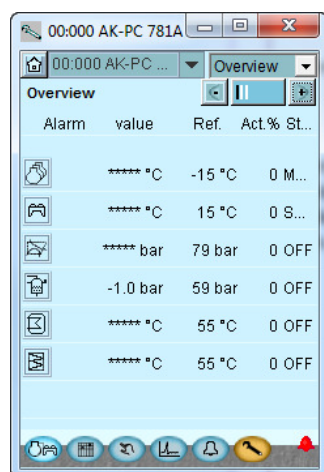 00:000 AK-PC 781A
00:000 AK-PC ... Overview
Overview
Alarm value Ref. Act.% St...
***** °C -15 °C 0 M...
***** °C 15 °C 0 S...
***** bar 79 bar 0 OFF
-1.0 bar 59 bar 0 OFF
***** °C 55 °C 0 OFF
***** °C 55 °C 0 OFF